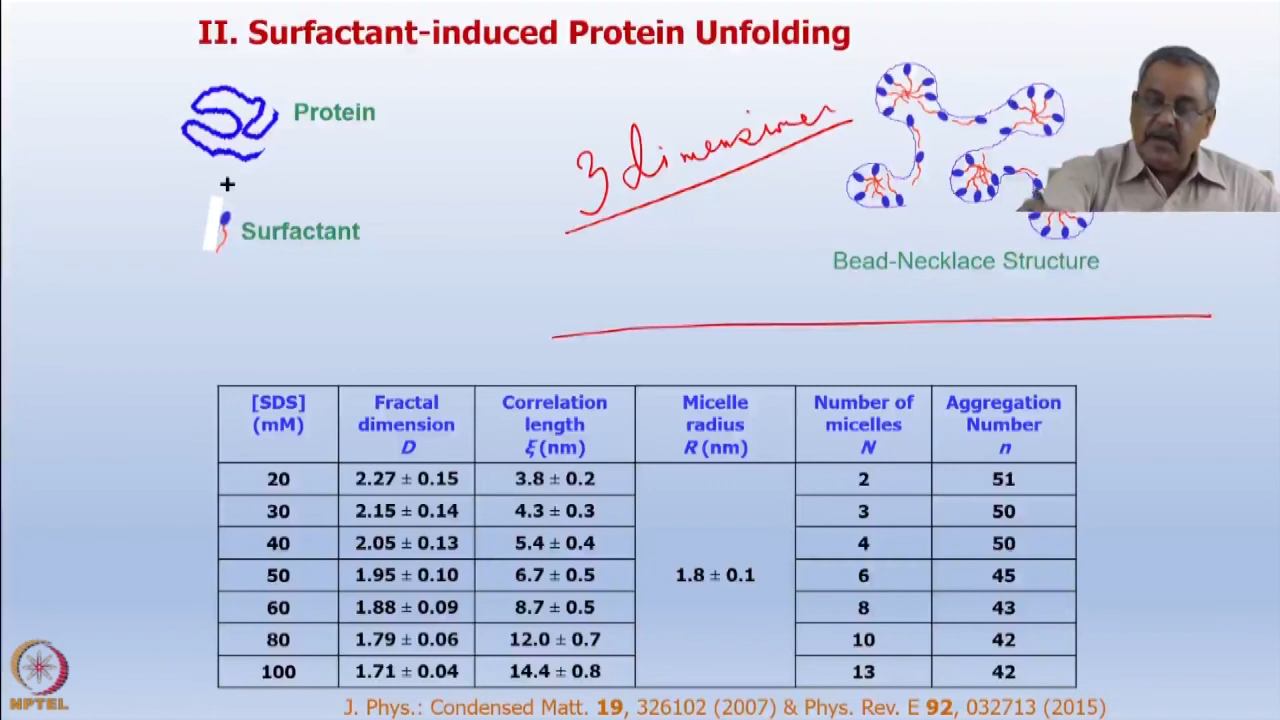 II. Surfactant-induced Protein Unfolding
Protein
+
Surfactant
3 dimensiones
Bead-Necklace Structure
[SDS] (mM) Fractal dimension D Correlation length ξ (nm) Micelle radius R (nm) Number of micelles N Aggregation Number n
20 2.27 ± 0.15 3.8 ± 0.2 2 51
30 2.15 ± 0.14 4.3 ± 0.3 3 50
40 2.05 ± 0.13 5.4 ± 0.4 4 50
50 1.95 ± 0.10 6.7 ± 0.5 1.8 ± 0.1 6 45
60 1.88 ± 0.09 8.7 ± 0.5 8 43
80 1.79 ± 0.06 12.0 ± 0.7 10 42
100 1.71 ± 0.04 14.4 ± 0.8 13 42
NPTEL
J. Phys.: Condensed Matt. 19, 326102 (2007) & Phys. Rev. E 92, 032713 (2015)